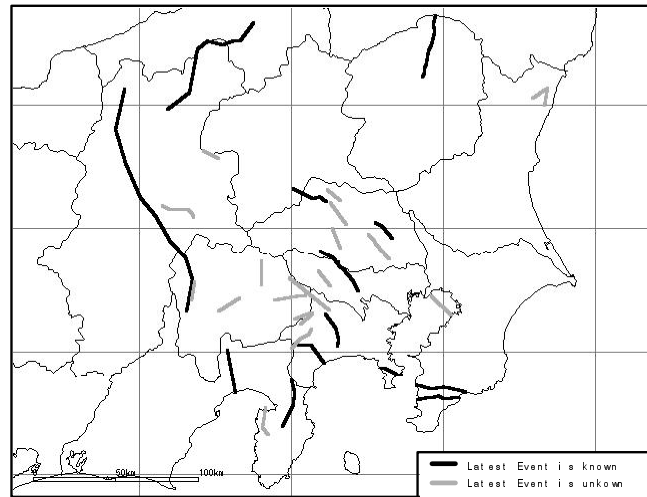 50km 100km
Latest Event is known
Latest Event is unkown